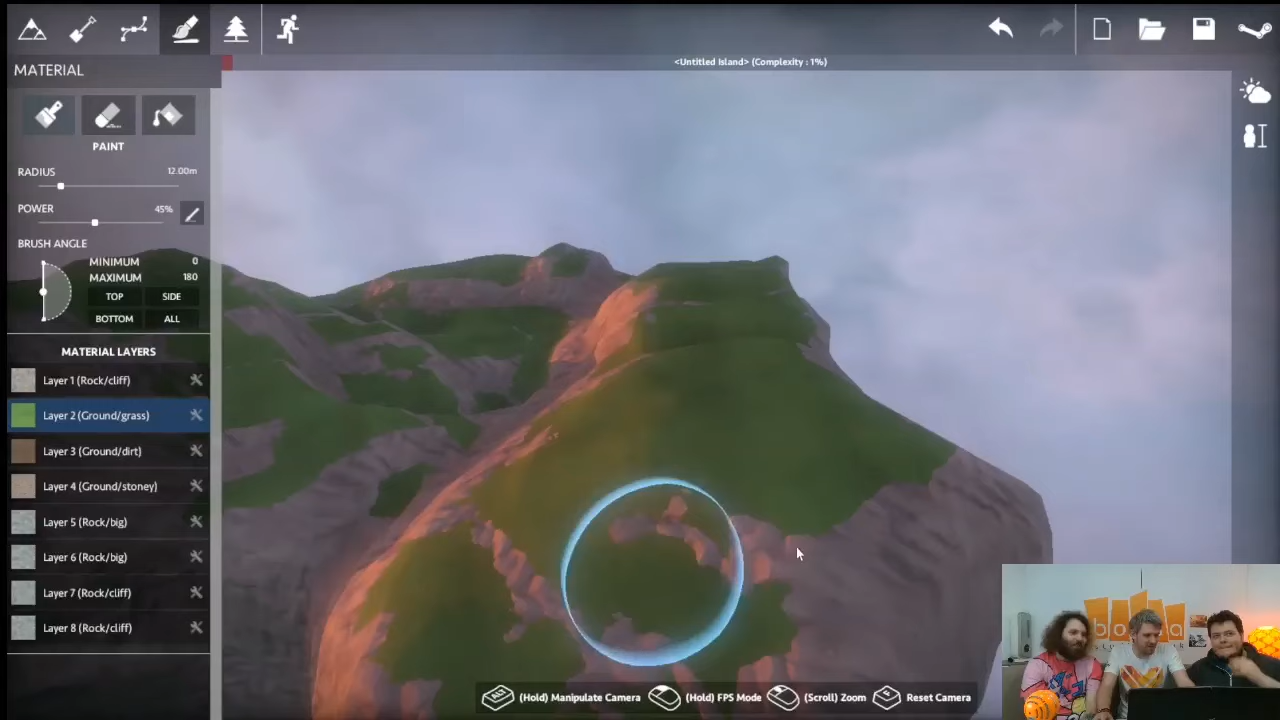 <Untitled Island> (Complexity : 1%)
MATERIAL
PAINT
RADIUS 12.00m
POWER 45%
BRUSH ANGLE
MINIMUM 0
MAXIMUM 180
TOP SIDE
BOTTOM ALL
MATERIAL LAYERS
Layer 1 (Rock/cliff)
Layer 2 (Ground/grass)
Layer 3 (Ground/dirt)
Layer 4 (Ground/stoney)
Layer 5 (Rock/big)
Layer 6 (Rock/big)
Layer 7 (Rock/cliff)
Layer 8 (Rock/cliff)
(Hold) Manipulate Camera (Hold) FPS Mode (Scroll) Zoom Reset Camera